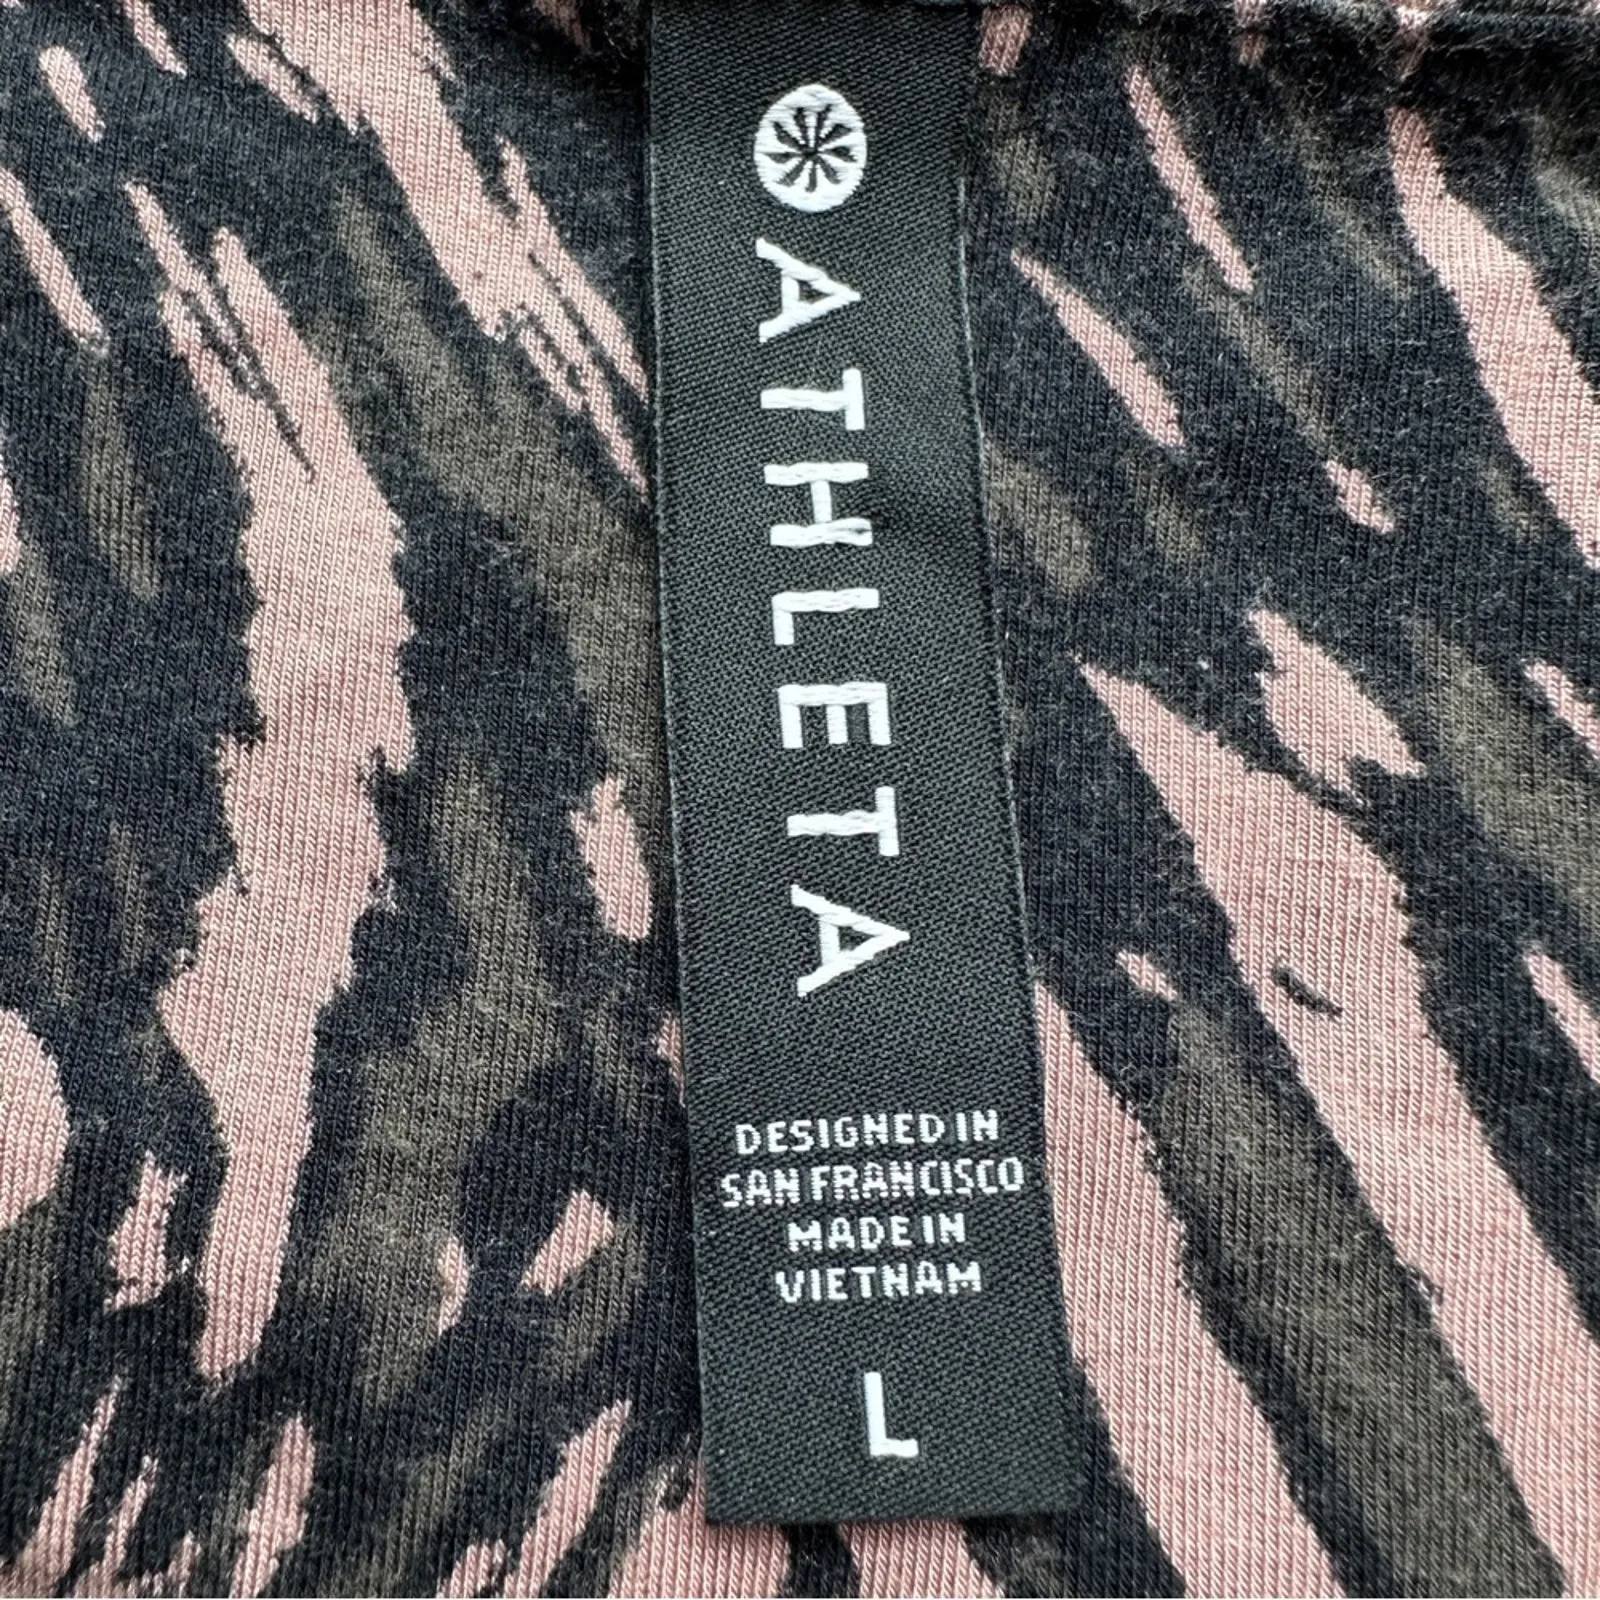 ATHLETA
DESIGNED IN
SAN FRANCISCO
MADE IN
VIETNAM
L